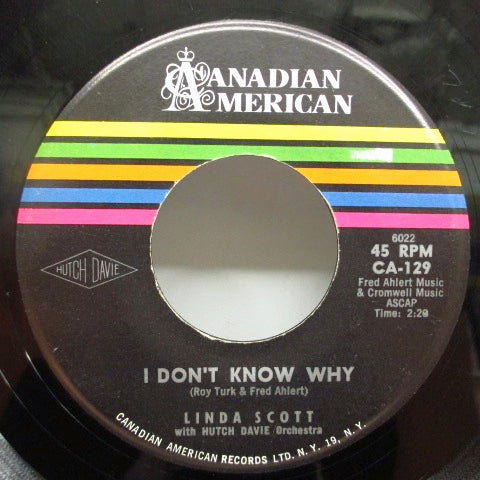 CANADIAN
AMERICAN
HUTCH DAVIE
6022
45 RPM
CA-129
Fred Ahlert Music
& Cromwell Music
ASCAP
Time: 2:20
I DON'T KNOW WHY
(Roy Turk & Fred Ahlert)
LINDA SCOTT
with HUTCH DAVIE Orchestra
CANADIAN AMERICAN RECORDS LTD. N.Y. 19, N.Y.